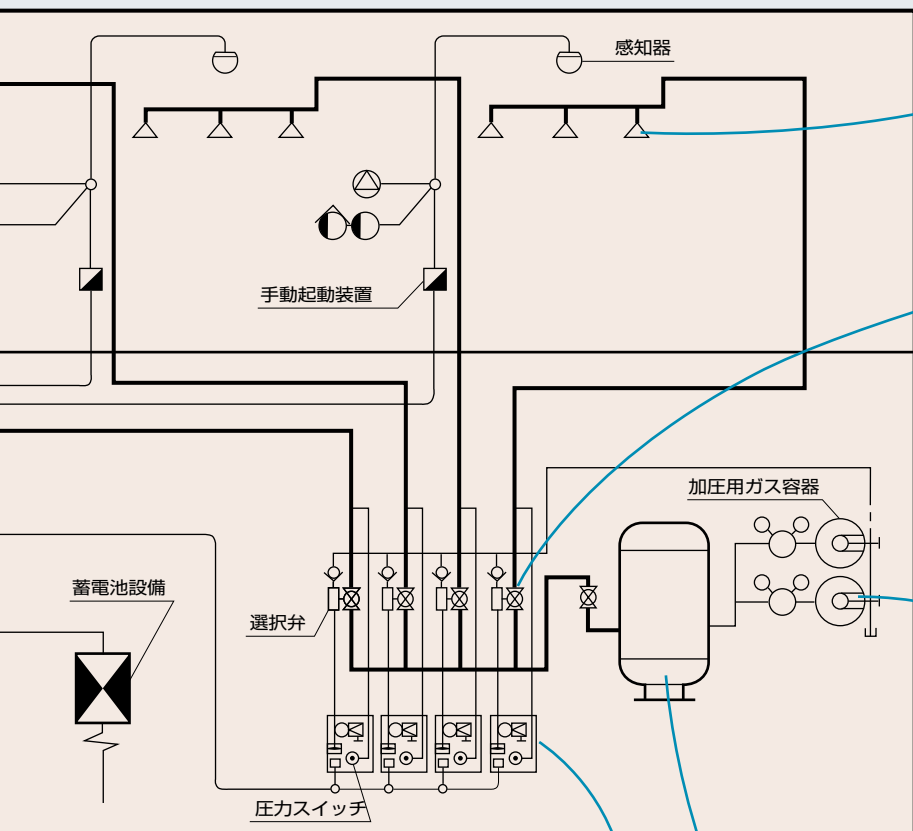 感知器
手動起動装置
加圧用ガス容器
蓄電池設備
選択弁
圧力スイッチ